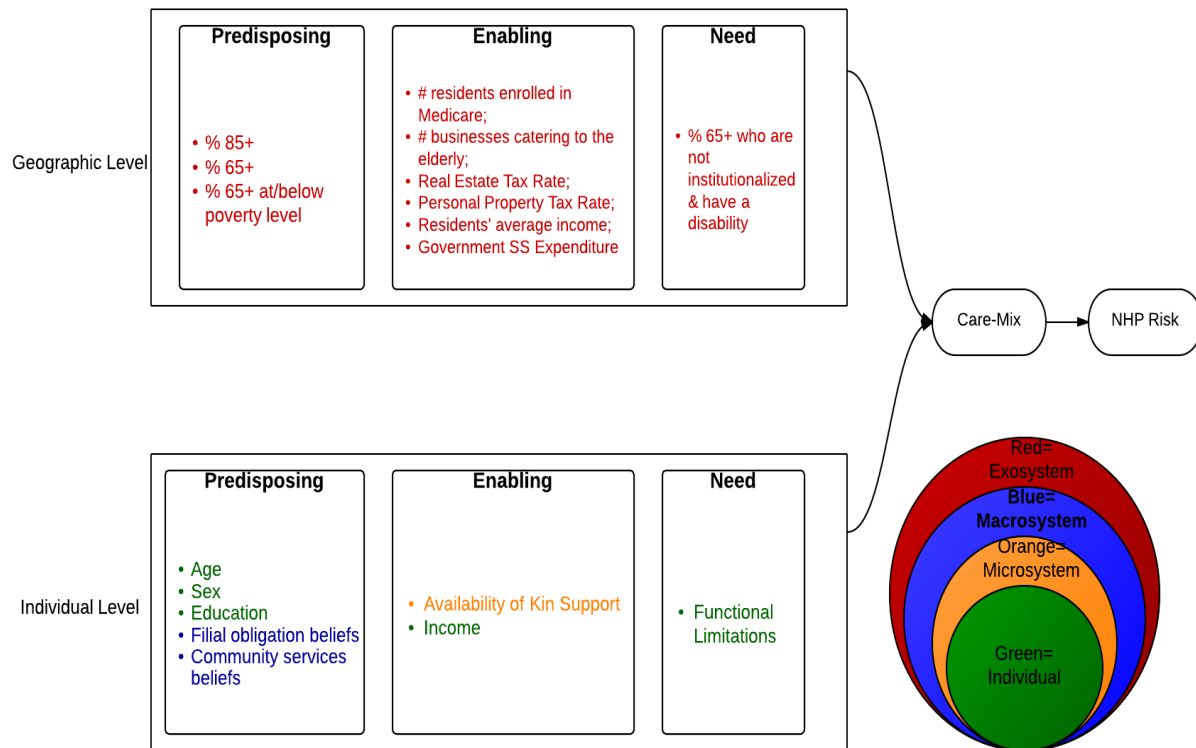 Predisposing
Enabling
Need
Geographic Level
• % 85+
• % 65+
• % 65+ at/below
poverty level
• # residents enrolled in
Medicare;
• # businesses catering to the
elderly;
• Real Estate Tax Rate;
• Personal Property Tax Rate;
• Residents' average income;
• Government SS Expenditure
• % 65+ who are
not
institutionalized
& have a
disability
Care-Mix
NHP Risk
Predisposing
Enabling
Need
Individual Level
• Age
• Sex
• Education
• Filial obligation beliefs
• Community services
beliefs
• Availability of Kin Support
• Income
• Functional
Limitations
Red=
Exosystem
Blue=
Macrosystem
Orange=
Microsystem
Green=
Individual